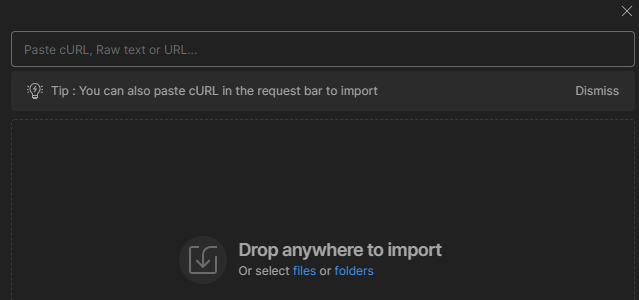 Paste cURL, Raw text or URL...
Tip : You can also paste cURL in the request bar to import
Dismiss
Drop anywhere to import
Or select files or folders